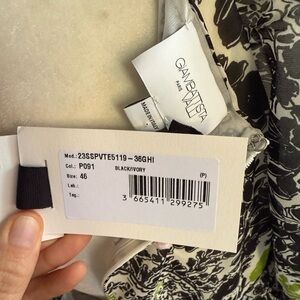 GIAMBATTISTA
VALLI
PARIS
MADE IN ITALY
Mod.: 23SSPVTE5119-36GHI
Col.: P091
BLACK/IVORY
(P)
Size: 46
Lab.:
Tag.:
3 665411 299275